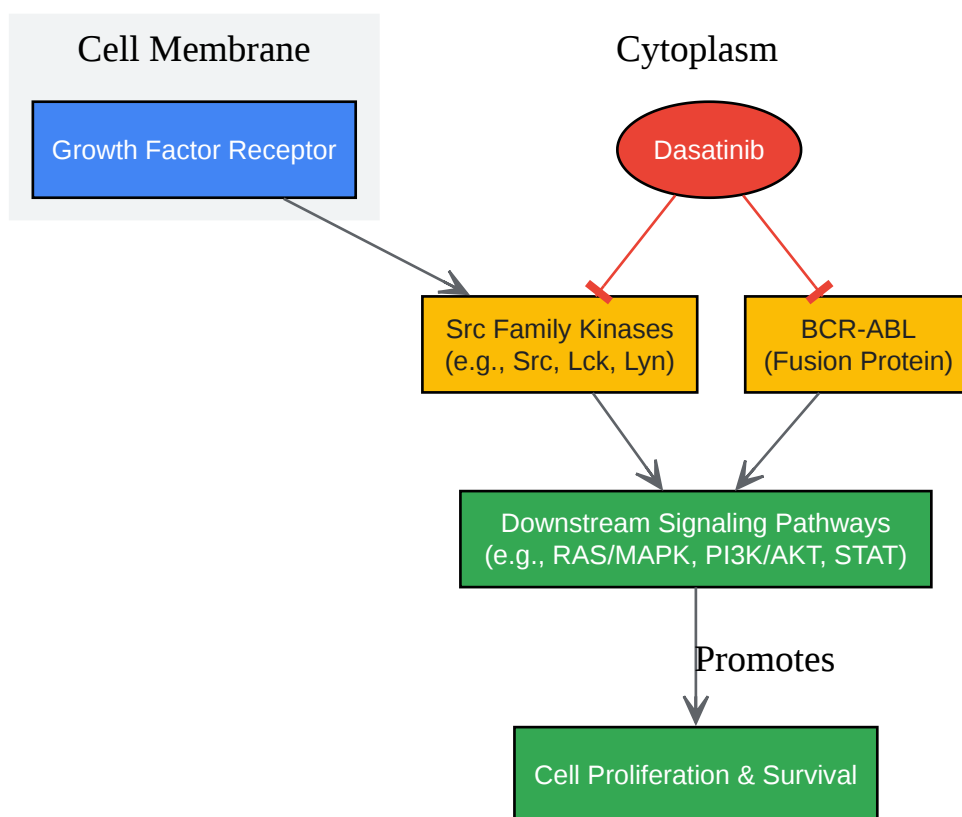 Cell Membrane
Cytoplasm
Growth Factor Receptor
Dasatinib
Src Family Kinases
(e.g., Src, Lck, Lyn)
BCR-ABL
(Fusion Protein)
Downstream Signaling Pathways
(e.g., RAS/MAPK, PI3K/AKT, STAT)
Promotes
Cell Proliferation & Survival